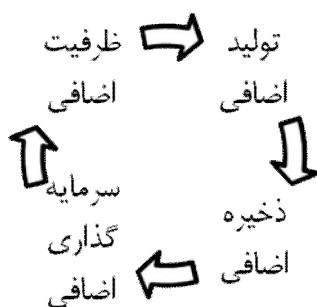 ظرفیت
اضافی
تولید
اضافی
ذخیره
اضافی
سرمایه
گذاری
اضافی